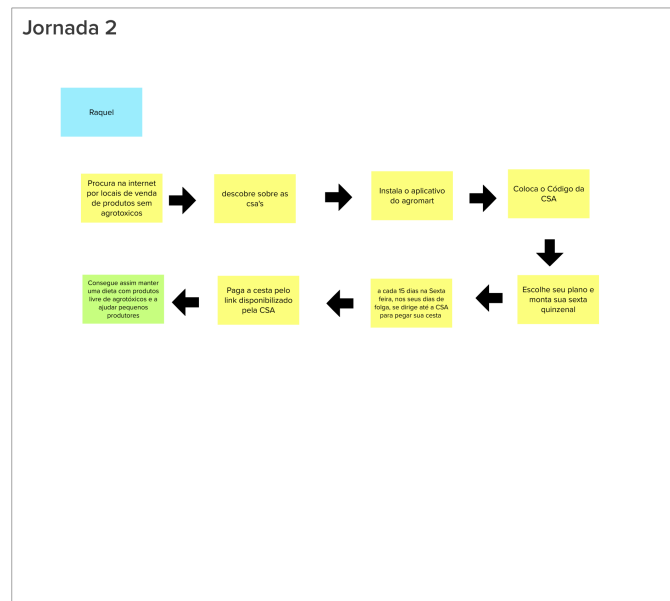 Jornada 2
Raquel
Procura na internet
por locais de venda
de produtos sem
agrotoxicos
descobre sobre as
csa's
Instala o aplicativo
do agromart
Coloca o Código da
CSA
Escolhe seu plano e
monta sua sexta
quinzenal
a cada 15 dias na Sexta
feira, nos seus dias de
folga, se dirige até a CSA
para pegar sua cesta
Paga a cesta pelo
link disponibilizado
pela CSA
Consegue assim manter
uma dieta com produtos
livre de agrotóxicos e a
ajudar pequenos
produtores